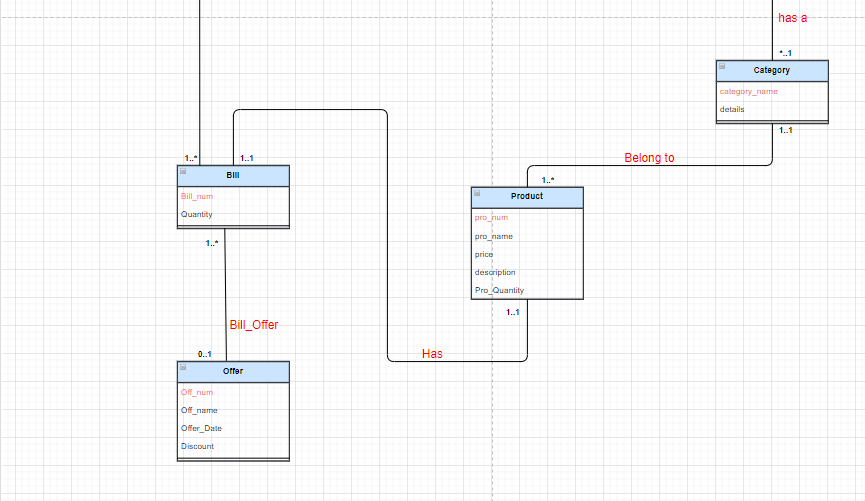 has a
*..1
Category
category_name
details
1..1
Belong to
1..*
1..1
Bill
Bill_num
Quantity
1..*
1..*
Product
pro_num
pro_name
price
description
Pro_Quantity
1..1
Bill_Offer
Has
0..1
Offer
Off_num
Off_name
Offer_Date
Discount